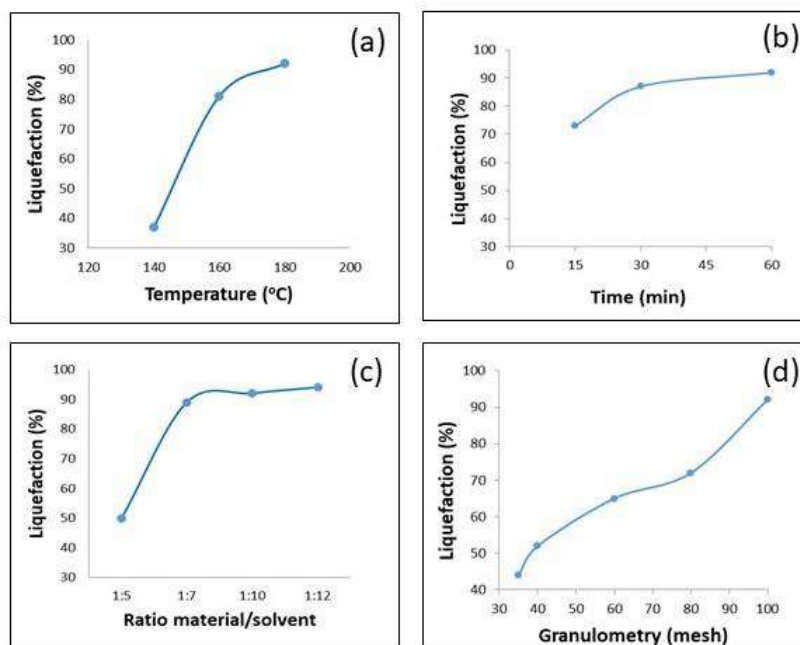 (a)
100
90
80
70
60
50
40
30
Liquefaction (%)
120 140 160 180 200
Temperature (ºC)
(b)
100
90
80
70
60
50
40
30
Liquefaction (%)
0 15 30 45 60
Time (min)
(c)
100
90
80
70
60
50
40
30
Liquefaction (%)
1:5 1:7 1:10 1:12
Ratio material/solvent
(d)
100
90
80
70
60
50
40
Liquefaction (%)
30 40 50 60 70 80 90 100
Granulometry (mesh)